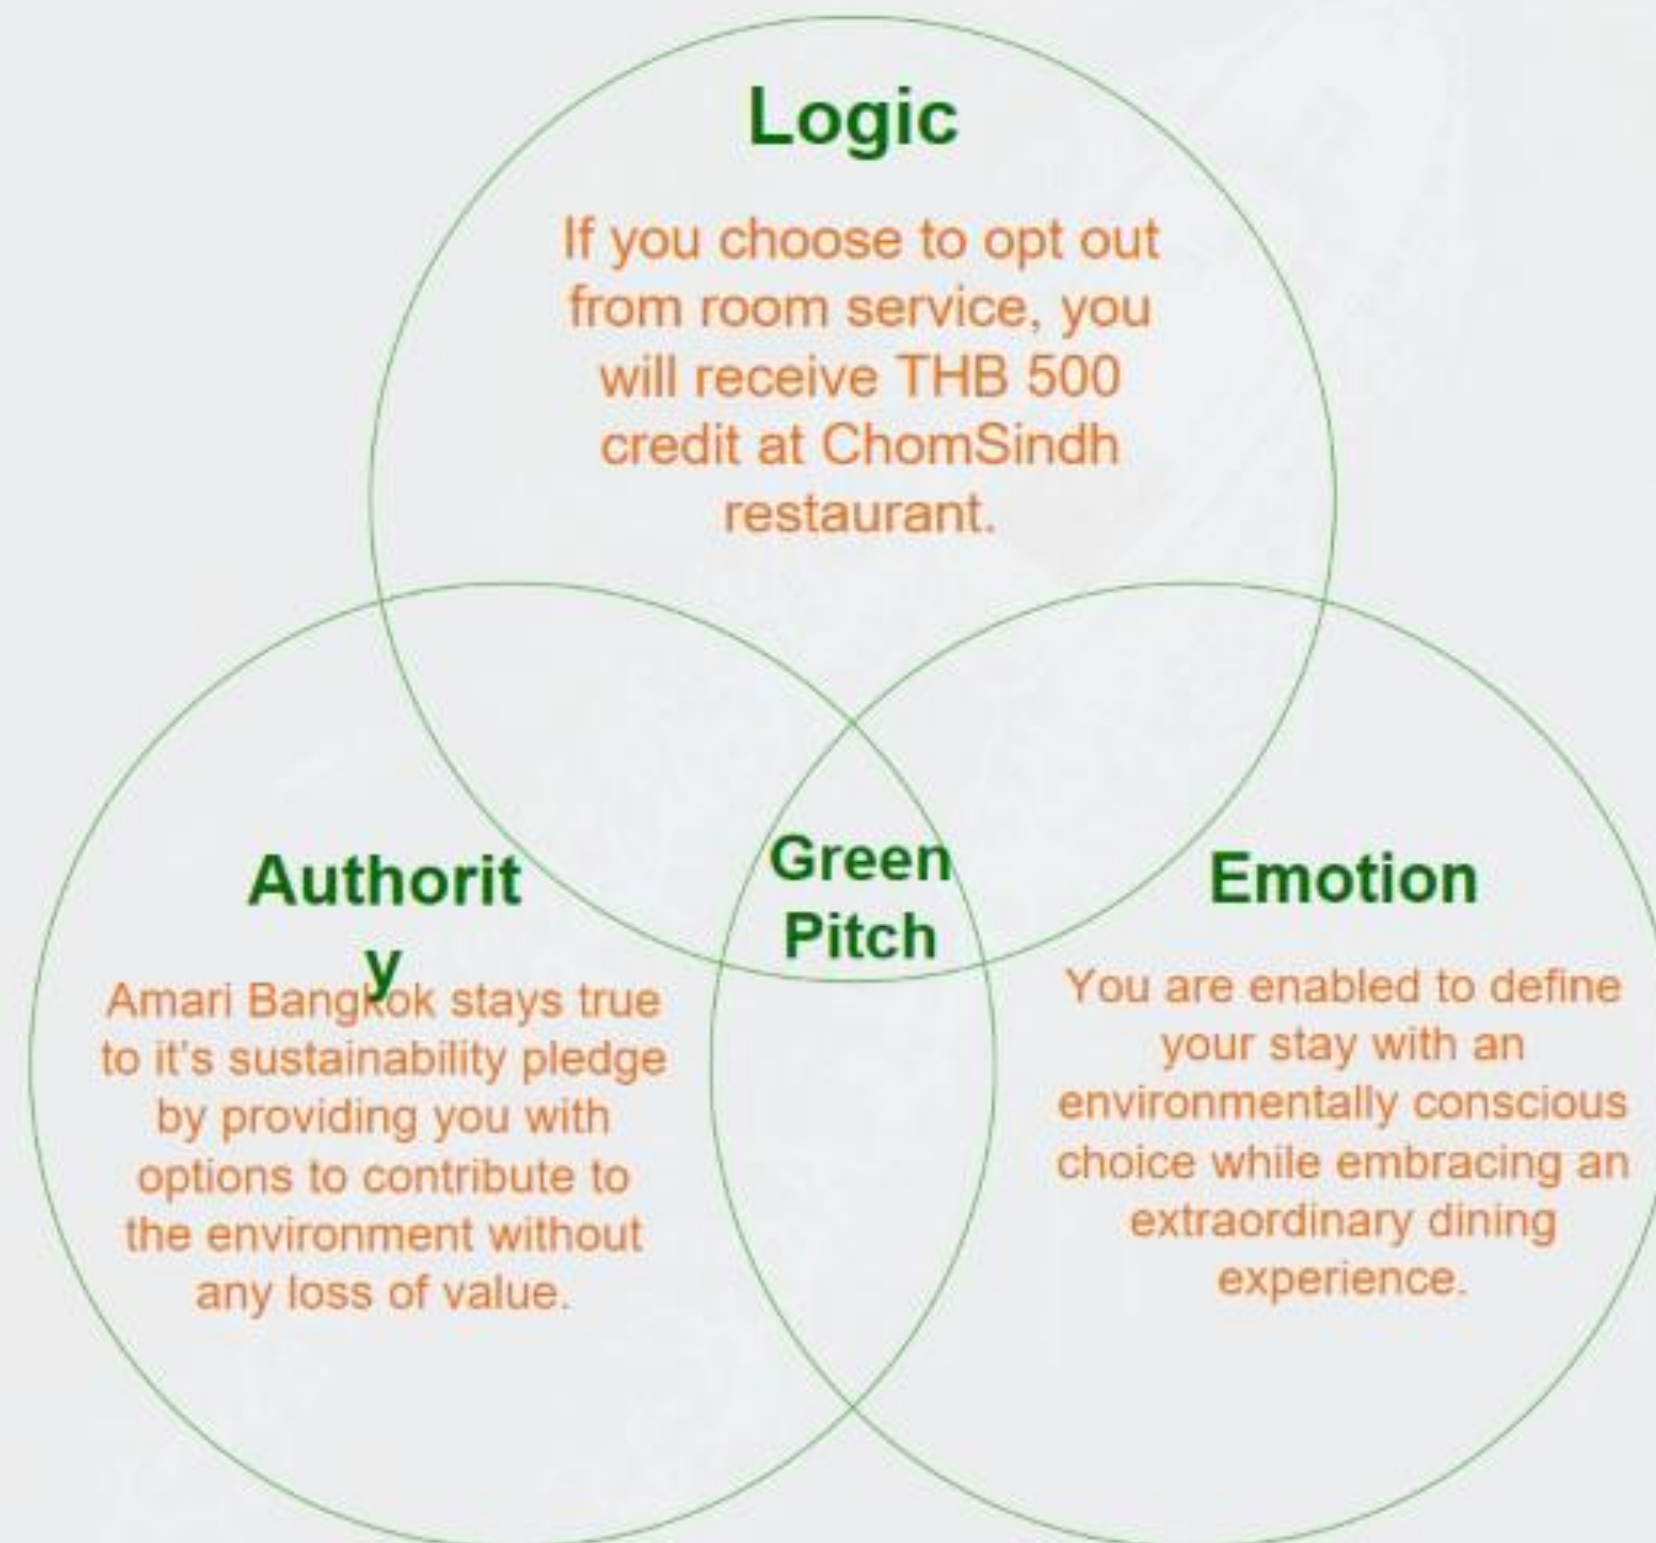 Logic
If you choose to opt out
from room service, you
will receive THB 500
credit at ChomSindh
restaurant.
Green
Pitch
Authorit
y
Amari Bangkok stays true
to it's sustainability pledge
by providing you with
options to contribute to
the environment without
any loss of value.
Emotion
You are enabled to define
your stay with an
environmentally conscious
choice while embracing an
extraordinary dining
experience.